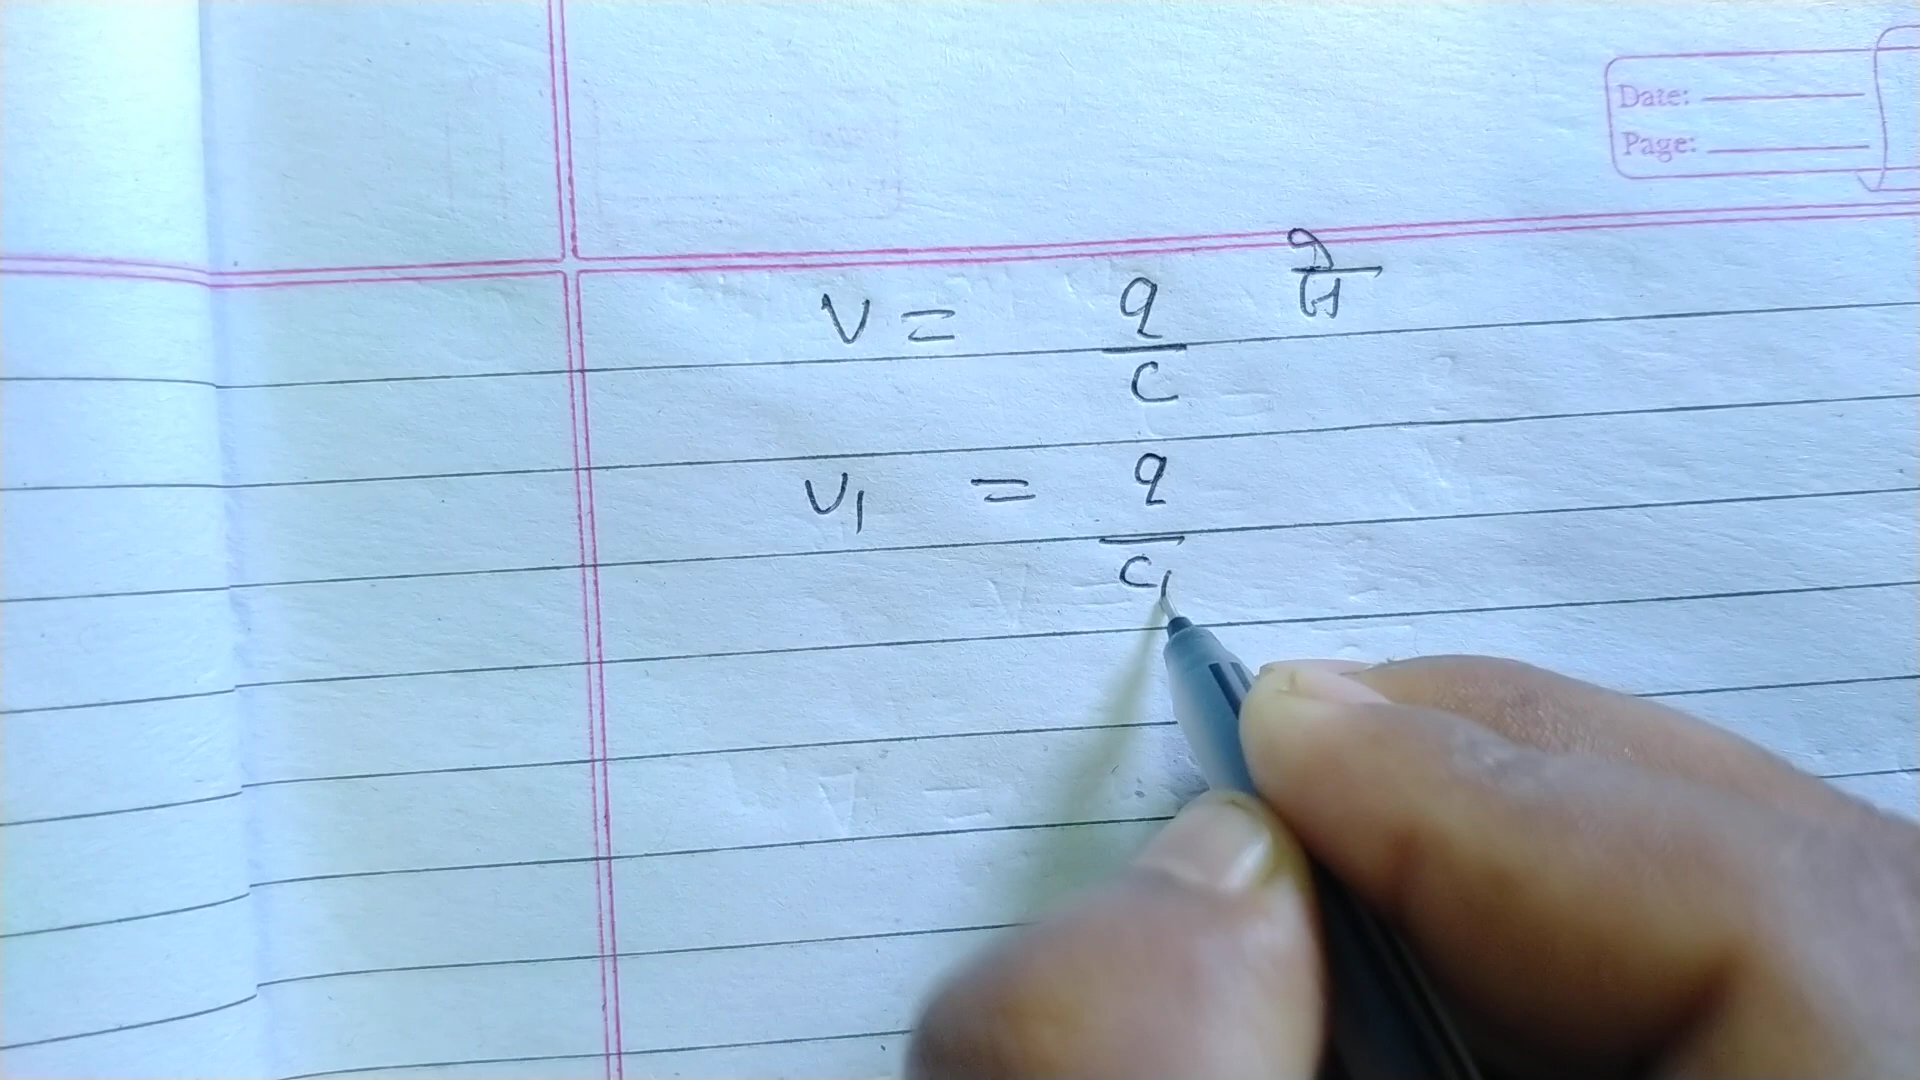 Date:
Page:
V = q/C से
V₁ = q/C₁